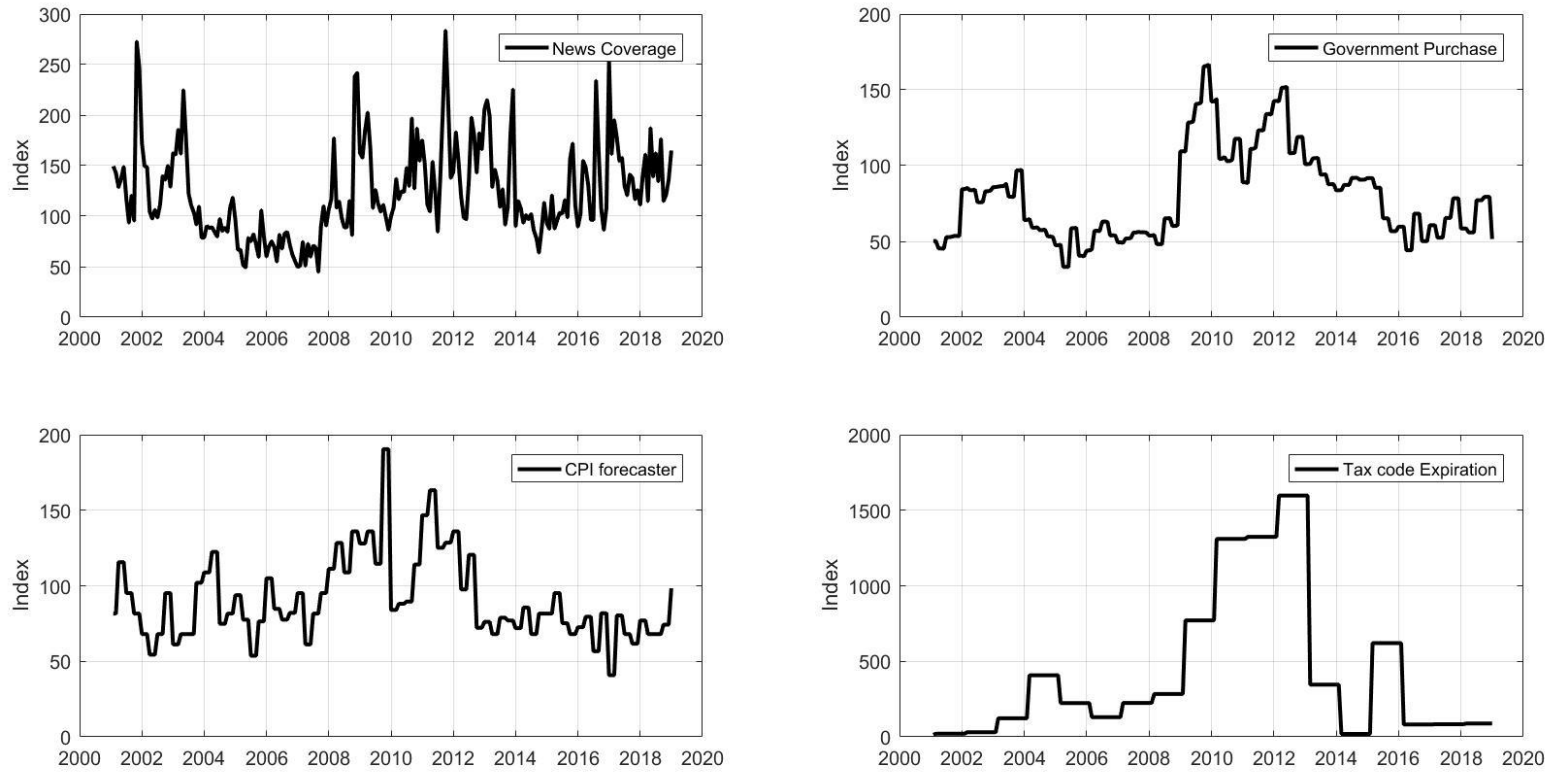 300
250
200
150
100
50
0
Index
News Coverage
2000 2002 2004 2006 2008 2010 2012 2014 2016 2018 2020
200
150
100
50
0
Index
Government Purchase
2000 2002 2004 2006 2008 2010 2012 2014 2016 2018 2020
200
150
100
50
0
Index
CPI forecaster
2000 2002 2004 2006 2008 2010 2012 2014 2016 2018 2020
2000
1500
1000
500
0
Index
Tax code Expiration
2000 2002 2004 2006 2008 2010 2012 2014 2016 2018 2020